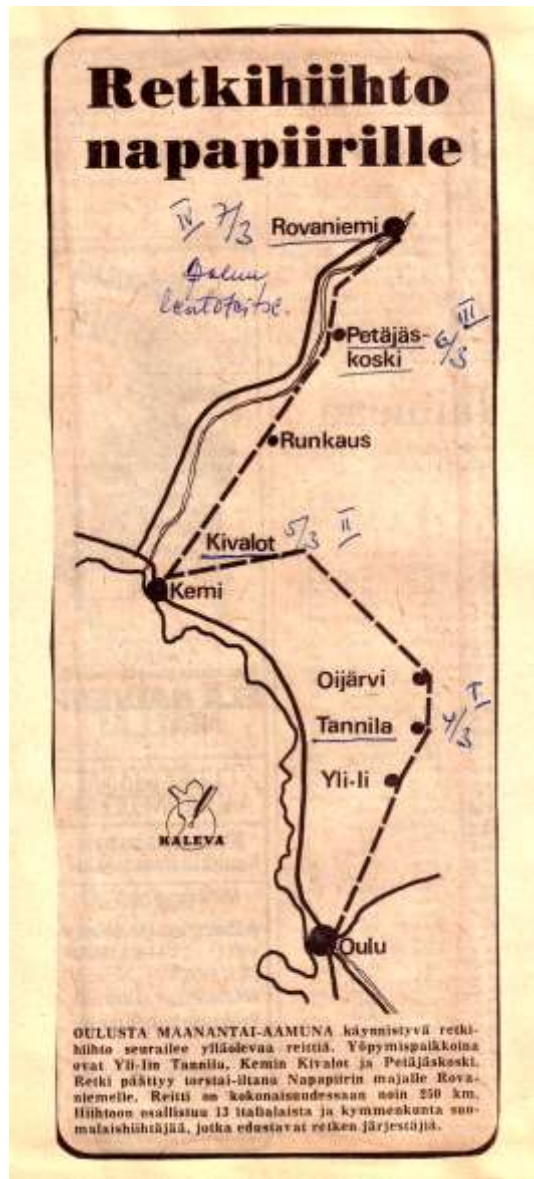 Retkihiihto
napapiirille
IV 7/3
Rovaniemi
Petäjäs-
koski
6/3 III
Runkaus
Kivalot
5/3 II
Kemi
Oijärvi
I
Tannila
4/3
Yli-Ii
KALEVA
Oulu
OULUSTA MAANANTAI-AAMUNA käynnistyvä retki-
hiihto seurailee ylläolevaa reittiä. Yöpymispaikkoina
ovat Yli-Iin Tannila, Kemin Kivalot ja Petäjäskoski.
Retki päättyy torstai-iltana Napapiirin majalle Rova-
niemelle. Reitti on kokonaisuudessaan noin 250 km.
Hiihtoon osallistuu 13 italialaista ja kymmenkunta suo-
malaishiihtäjää, jotka edustavat retken järjestäjiä.